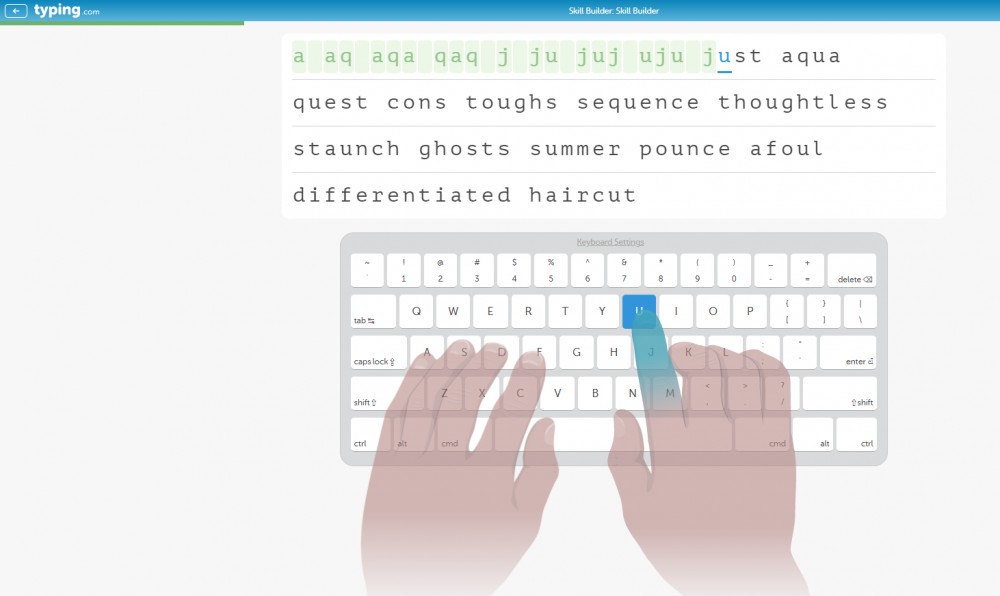 typing.com
Skill Builder: Skill Builder
a aq aqa qaq j ju juj uju just aqua
quest cons toughs sequence thoughtless
staunch ghosts summer pounce afoul
differentiated haircut
Keyboard Settings
~ ! @ # $ % ^ & * ( ) _ +
` 1 2 3 4 5 6 7 8 9 0 - = delete
tab Q W E R T Y U I O P { [ } ] | \
caps lock A S D F G H J K L : ; " ' enter
shift Z X C V B N M < , > . ? / shift
ctrl alt cmd cmd alt ctrl